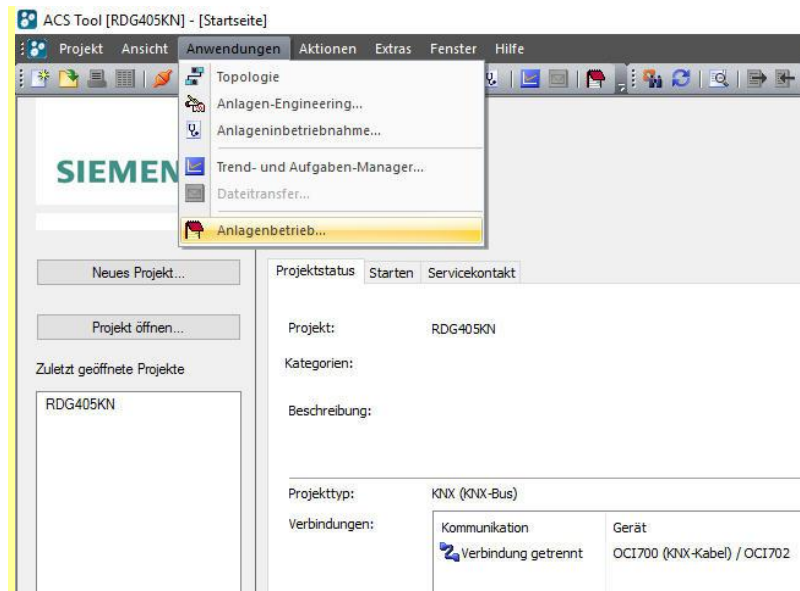 ACS Tool [RDG405KN] - [Startseite]
Projekt Ansicht Anwendungen Aktionen Extras Fenster Hilfe
Topologie
Anlagen-Engineering...
Anlageninbetriebnahme...
Trend- und Aufgaben-Manager...
Dateitransfer...
Anlagenbetrieb...
SIEMEN
Neues Projekt...
Projekt öffnen...
Zuletzt geöffnete Projekte
RDG405KN
Projektstatus Starten Servicekontakt
Projekt: RDG405KN
Kategorien:
Beschreibung:
Projekttyp: KNX (KNX-Bus)
Verbindungen: Kommunikation Gerät
Verbindung getrennt OCI700 (KNX-Kabel) / OCI702